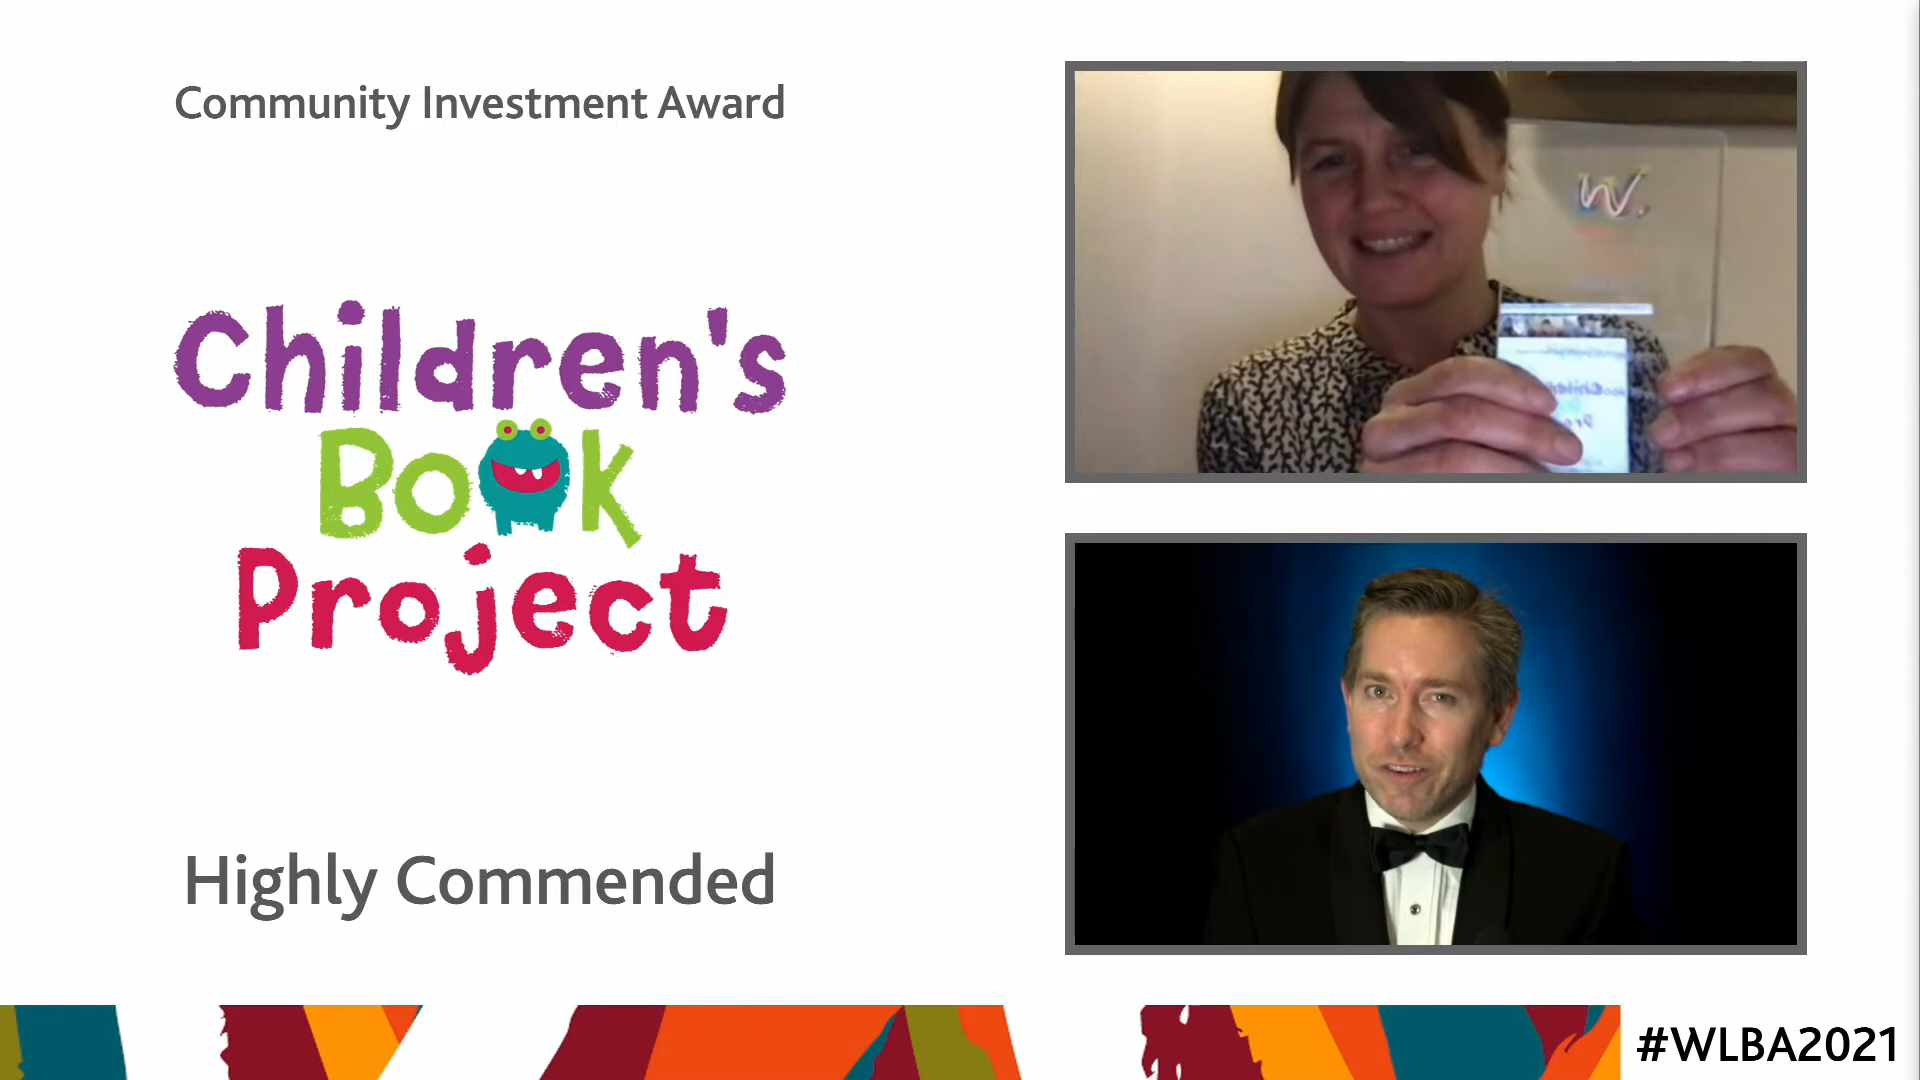 Community Investment Award
Children's
Book
Project
Highly Commended
W.
#WLBA2021